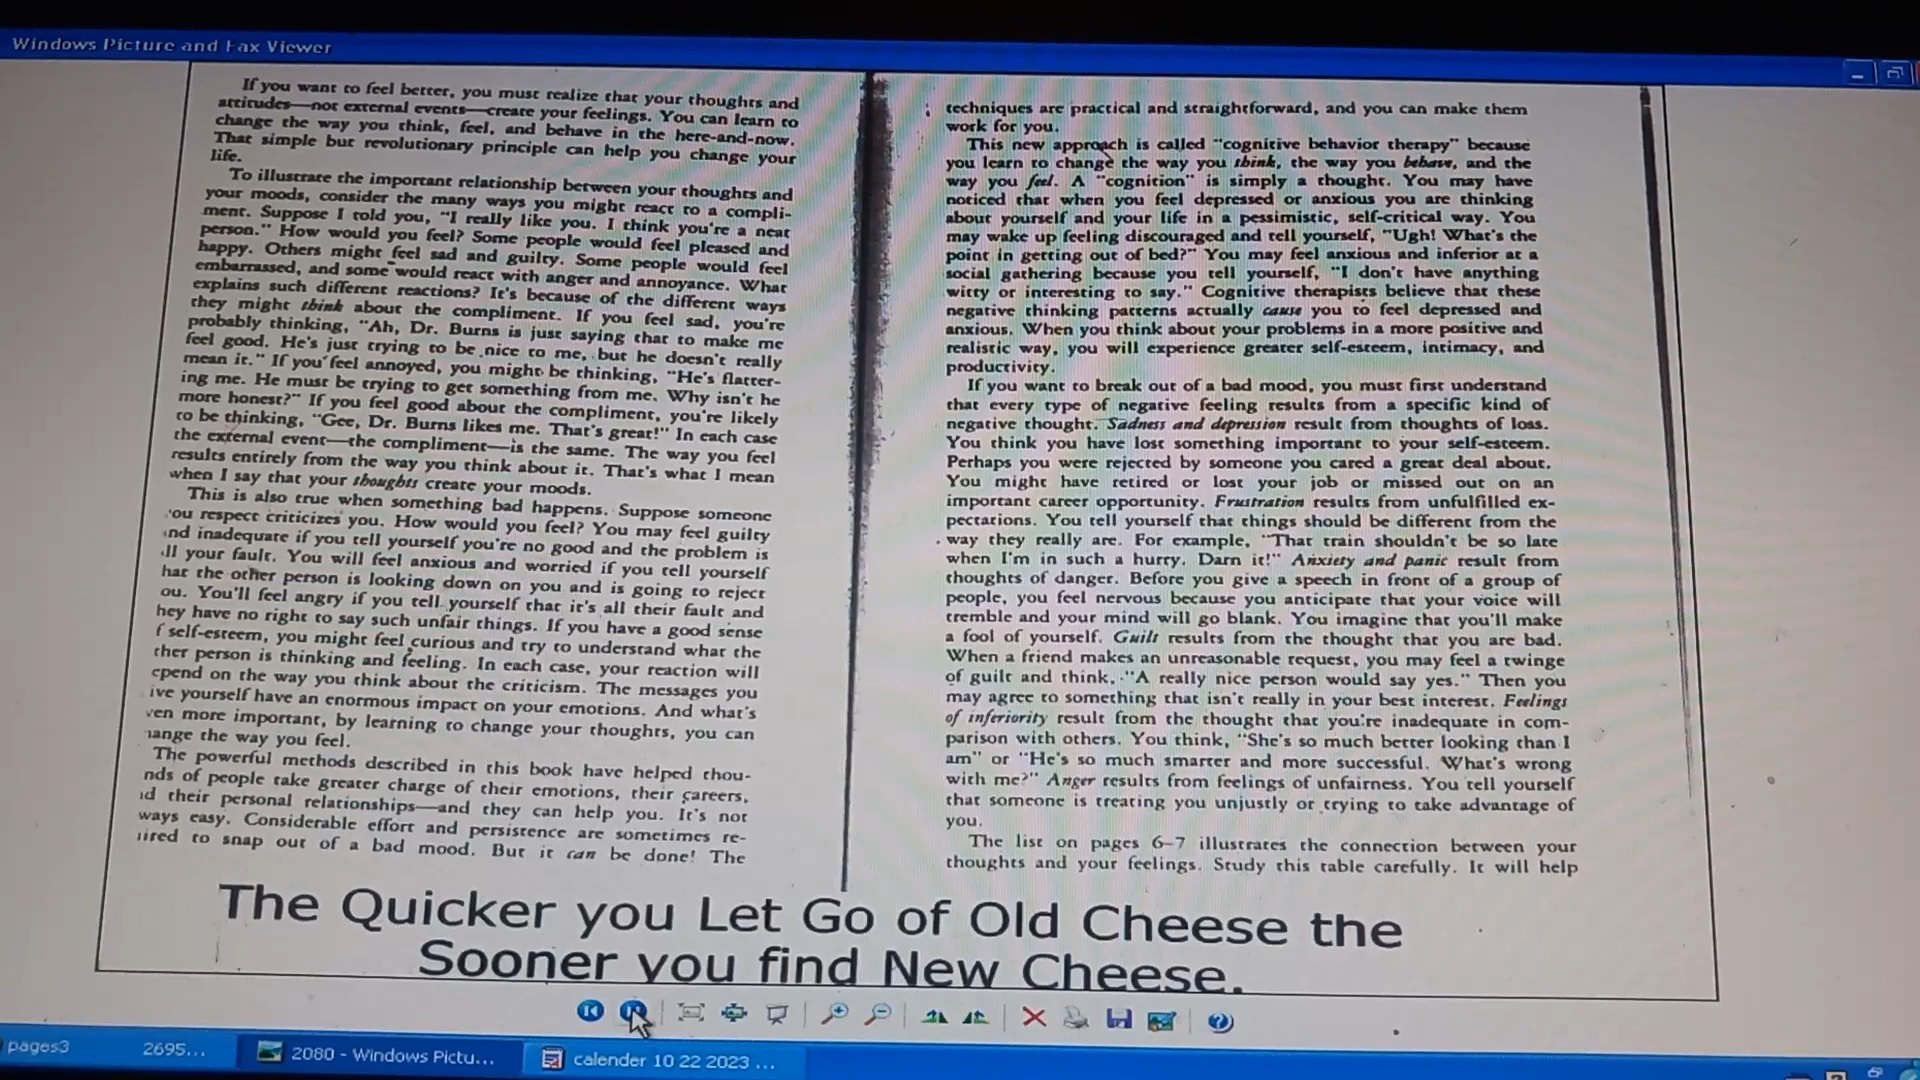 Windows Picture and Fax Viewer
If you want to feel better, you must realize that your thoughts and
attitudes—not external events—create your feelings. You can learn to
change the way you think, feel, and behave in the here-and-now.
That simple but revolutionary principle can help you change your
life.
To illustrate the important relationship between your thoughts and
your moods, consider the many ways you might react to a compli-
ment. Suppose I told you, "I really like you. I think you're a neat
person." How would you feel? Some people would feel pleased and
happy. Others might feel sad and guilty. Some people would feel
embarrassed, and some would react with anger and annoyance. What
explains such different reactions? It's because of the different ways
they might think about the compliment. If you feel sad, you're
probably thinking, "Ah, Dr. Burns is just saying that to make me
feel good. He's just trying to be nice to me, but he doesn't really
mean it." If you feel annoyed, you might be thinking, "He's flatter-
ing me. He must be trying to get something from me. Why isn't he
more honest?" If you feel good about the compliment, you're likely
to be thinking, "Gee, Dr. Burns likes me. That's great!" In each case
the external event—the compliment—is the same. The way you feel
results entirely from the way you think about it. That's what I mean
when I say that your thoughts create your moods.
This is also true when something bad happens. Suppose someone
ou respect criticizes you. How would you feel? You may feel guilty
nd inadequate if you tell yourself you're no good and the problem is
ll your fault. You will feel anxious and worried if you tell yourself
hat the other person is looking down on you and is going to reject
ou. You'll feel angry if you tell yourself that it's all their fault and
hey have no right to say such unfair things. If you have a good sense
f self-esteem, you might feel curious and try to understand what the
ther person is thinking and feeling. In each case, your reaction will
epend on the way you think about the criticism. The messages you
ive yourself have an enormous impact on your emotions. And what's
ven more important, by learning to change your thoughts, you can
ange the way you feel.
The powerful methods described in this book have helped thou-
nds of people take greater charge of their emotions, their careers,
id their personal relationships—and they can help you. It's not
ways easy. Considerable effort and persistence are sometimes re-
ired to snap out of a bad mood. But it can be done! The
techniques are practical and straightforward, and you can make them
work for you.
This new approach is called "cognitive behavior therapy" because
you learn to change the way you think, the way you behave, and the
way you feel. A "cognition" is simply a thought. You may have
noticed that when you feel depressed or anxious you are thinking
about yourself and your life in a pessimistic, self-critical way. You
may wake up feeling discouraged and tell yourself, "Ugh! What's the
point in getting out of bed?" You may feel anxious and inferior at a
social gathering because you tell yourself, "I don't have anything
witty or interesting to say." Cognitive therapists believe that these
negative thinking patterns actually cause you to feel depressed and
anxious. When you think about your problems in a more positive and
realistic way, you will experience greater self-esteem, intimacy, and
productivity.
If you want to break out of a bad mood, you must first understand
that every type of negative feeling results from a specific kind of
negative thought. Sadness and depression result from thoughts of loss.
You think you have lost something important to your self-esteem.
Perhaps you were rejected by someone you cared a great deal about.
You might have retired or lost your job or missed out on an
important career opportunity. Frustration results from unfulfilled ex-
pectations. You tell yourself that things should be different from the
way they really are. For example, "That train shouldn't be so late
when I'm in such a hurry. Darn it!" Anxiety and panic result from
thoughts of danger. Before you give a speech in front of a group of
people, you feel nervous because you anticipate that your voice will
tremble and your mind will go blank. You imagine that you'll make
a fool of yourself. Guilt results from the thought that you are bad.
When a friend makes an unreasonable request, you may feel a twinge
of guilt and think, "A really nice person would say yes." Then you
may agree to something that isn't really in your best interest. Feelings
of inferiority result from the thought that you're inadequate in com-
parison with others. You think, "She's so much better looking than I
am" or "He's so much smarter and more successful. What's wrong
with me?" Anger results from feelings of unfairness. You tell yourself
that someone is treating you unjustly or trying to take advantage of
you.
The list on pages 6–7 illustrates the connection between your
thoughts and your feelings. Study this table carefully. It will help
The Quicker you Let Go of Old Cheese the
Sooner you find New Cheese.
pages3
2695...
2080 - Windows Pictu...
calender 10 22 2023 ...